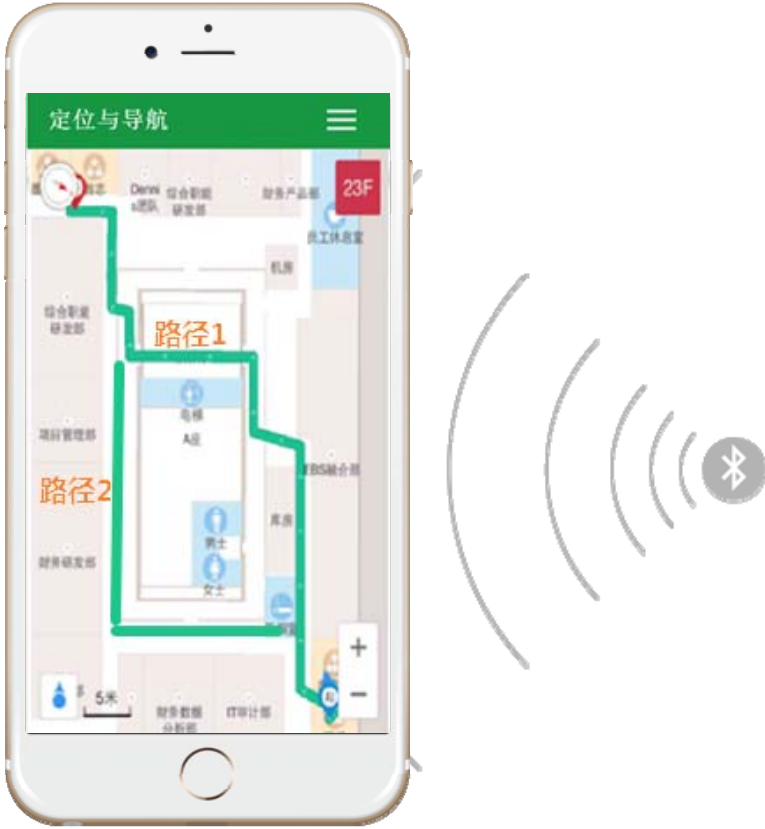 定位与导航
23F
Denni
s团队
综合职能
研发部
财务产品部
员工休息室
机房
综合职能
研发部
路径1
电梯
A座
项目管理部
EBS融合部
路径2
库房
男士
财务研发部
女士
+
5米
−
财务数据
分析部
IT审计部